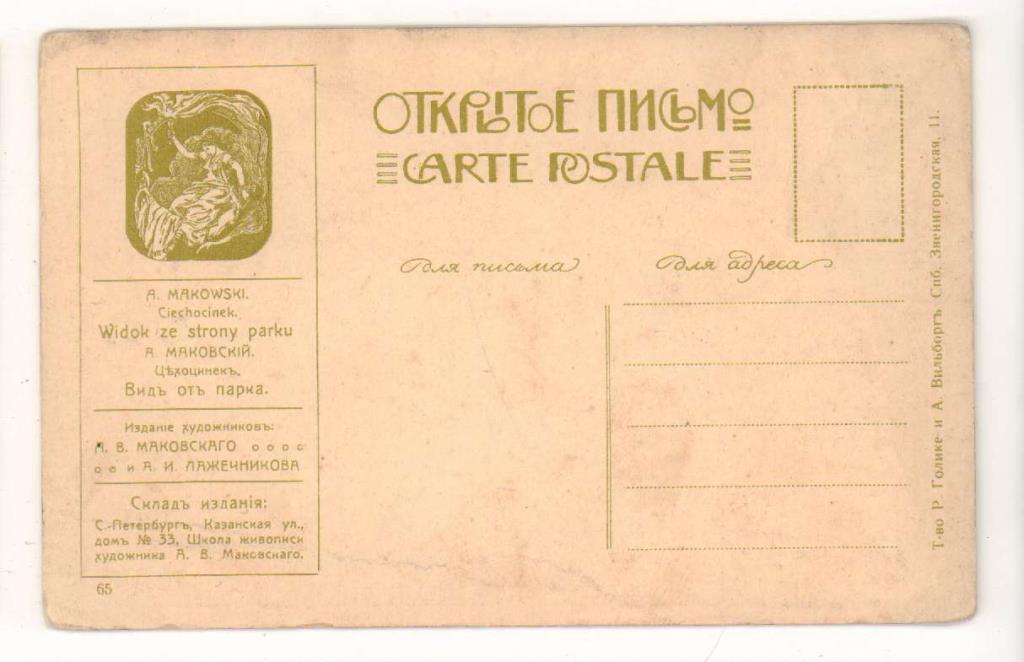 ОТКРЫТОЕ ПИСЬМО
CARTE POSTALE
Для письма
Для адреса
A. MAKOWSKI.
Ciechocinek.
Widok ze strony parku
А. МАКОВСКІЙ.
Цѣхоцинекъ.
Видъ отъ парка.
Изданіе художниковъ:
А. В. МАКОВСКАГО
и А. И. ЛАЖЕЧНИКОВА
Складъ изданія:
С.-Петербургъ, Казанская ул.,
домъ № 33, Школа живописи
художника А. В. Маковскаго.
65
Т-во Р. Голике и А. Вильборгъ Спб. Звенигородская, 11.